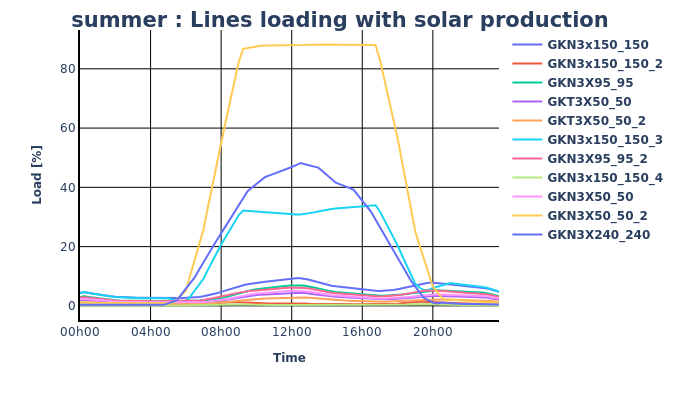 summer : Lines loading with solar production
GKN3x150_150
GKN3x150_150_2
GKN3X95_95
GKT3X50_50
GKT3X50_50_2
GKN3x150_150_3
GKN3X95_95_2
GKN3x150_150_4
GKN3X50_50
GKN3X50_50_2
GKN3X240_240
Load [%]
80
60
40
20
0
00h00 04h00 08h00 12h00 16h00 20h00
Time